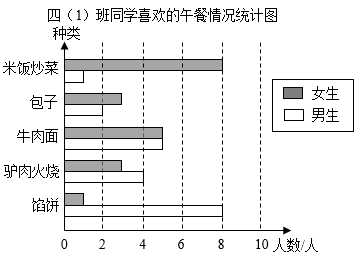 四（1）班同学喜欢的午餐情况统计图
种类
米饭炒菜
包子
牛肉面
驴肉火烧
馅饼
女生
男生
0 2 4 6 8 10 人数/人